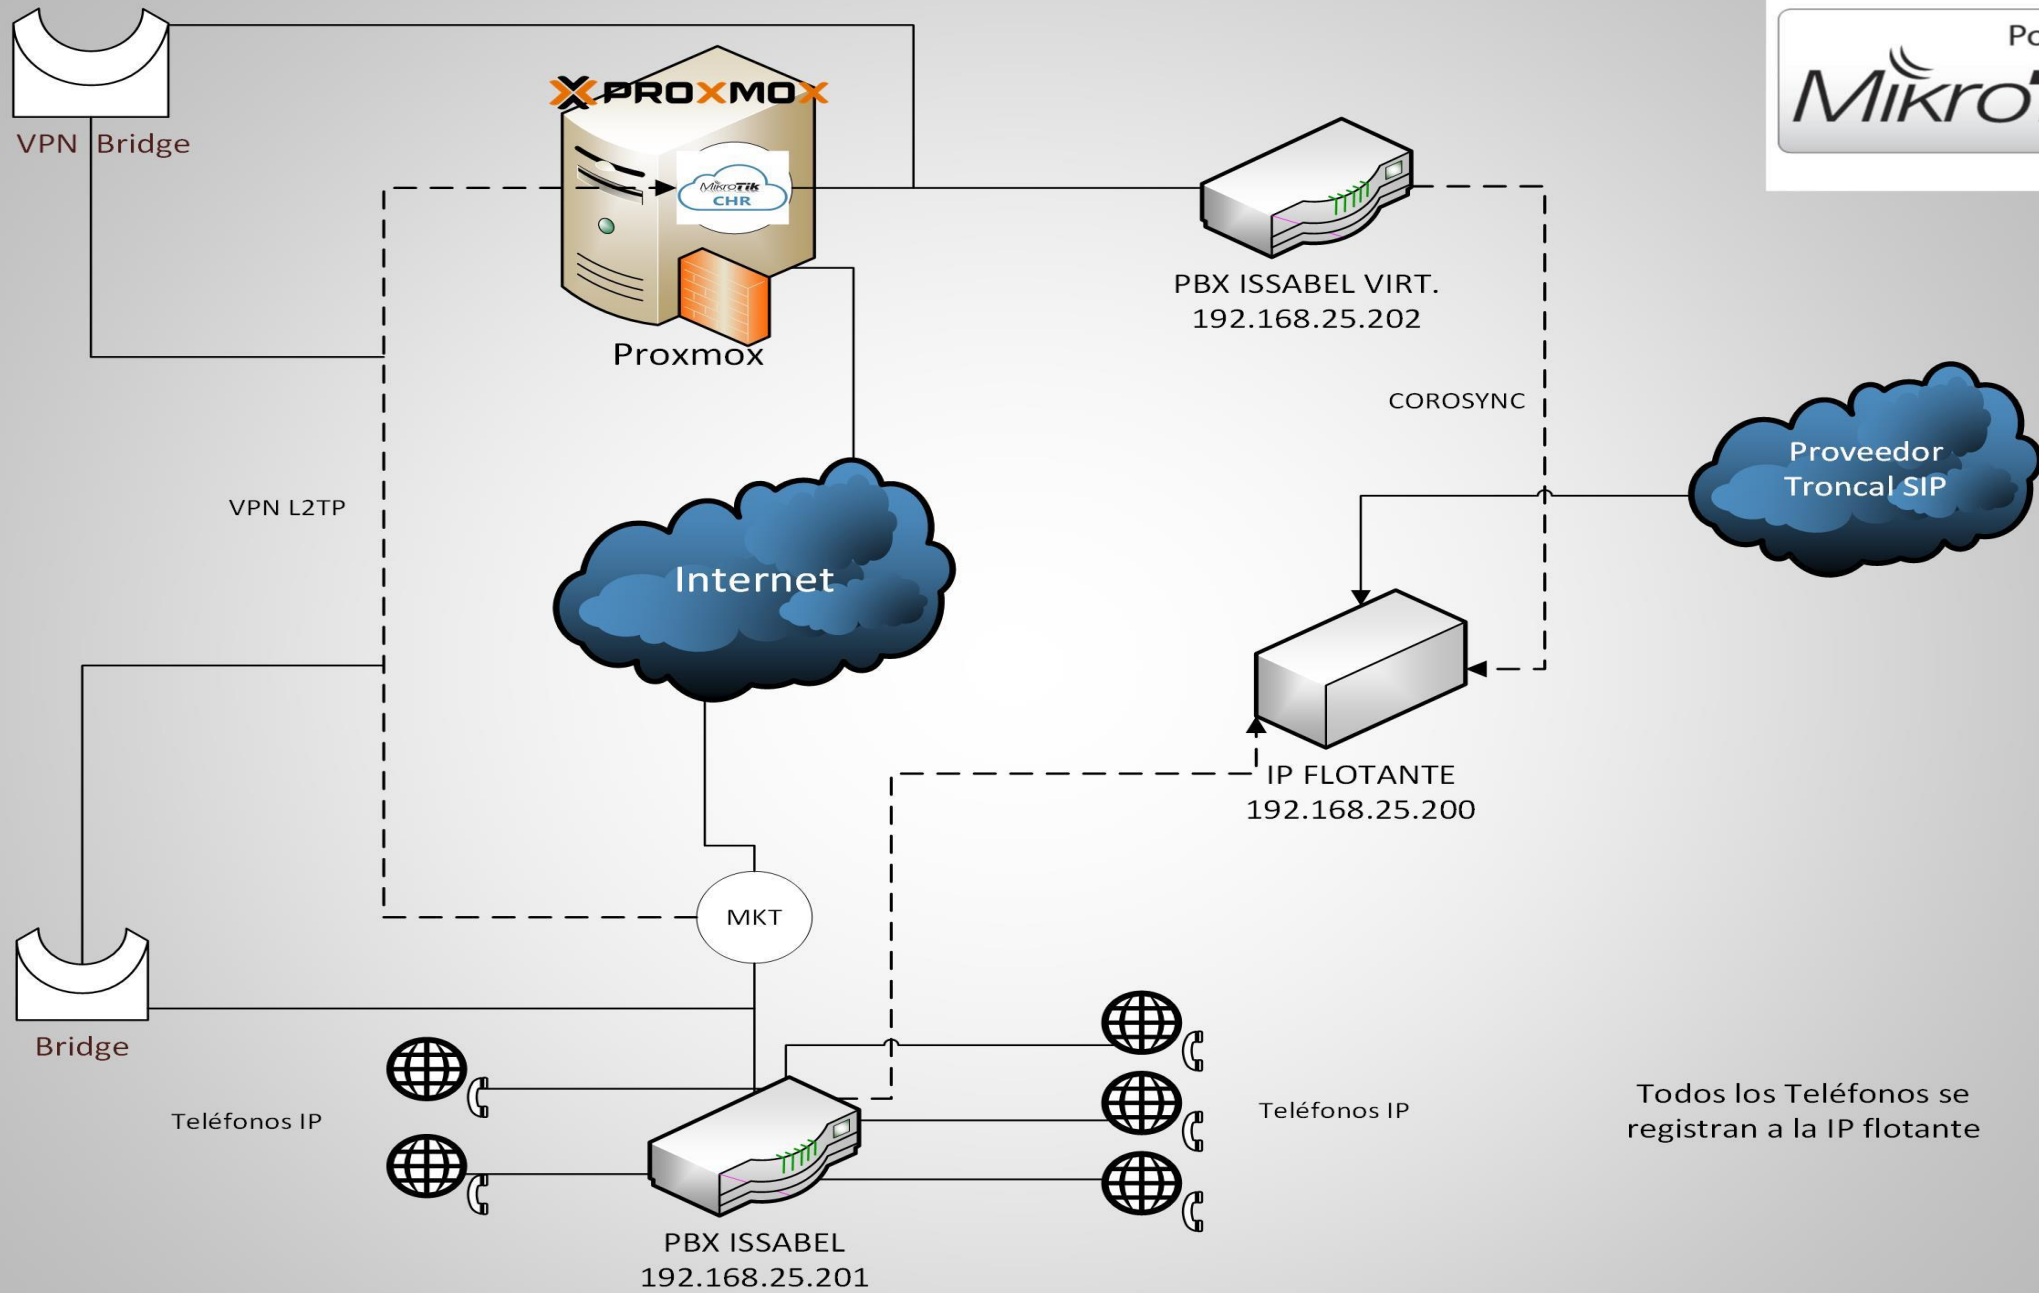 Po
MikroT
VPN Bridge
PROXMOX
MikroTik
CHR
Proxmox
PBX ISSABEL VIRT.
192.168.25.202
COROSYNC
Proveedor
Troncal SIP
VPN L2TP
Internet
IP FLOTANTE
192.168.25.200
MKT
Bridge
Teléfonos IP
Teléfonos IP
Todos los Teléfonos se
registran a la IP flotante
PBX ISSABEL
192.168.25.201